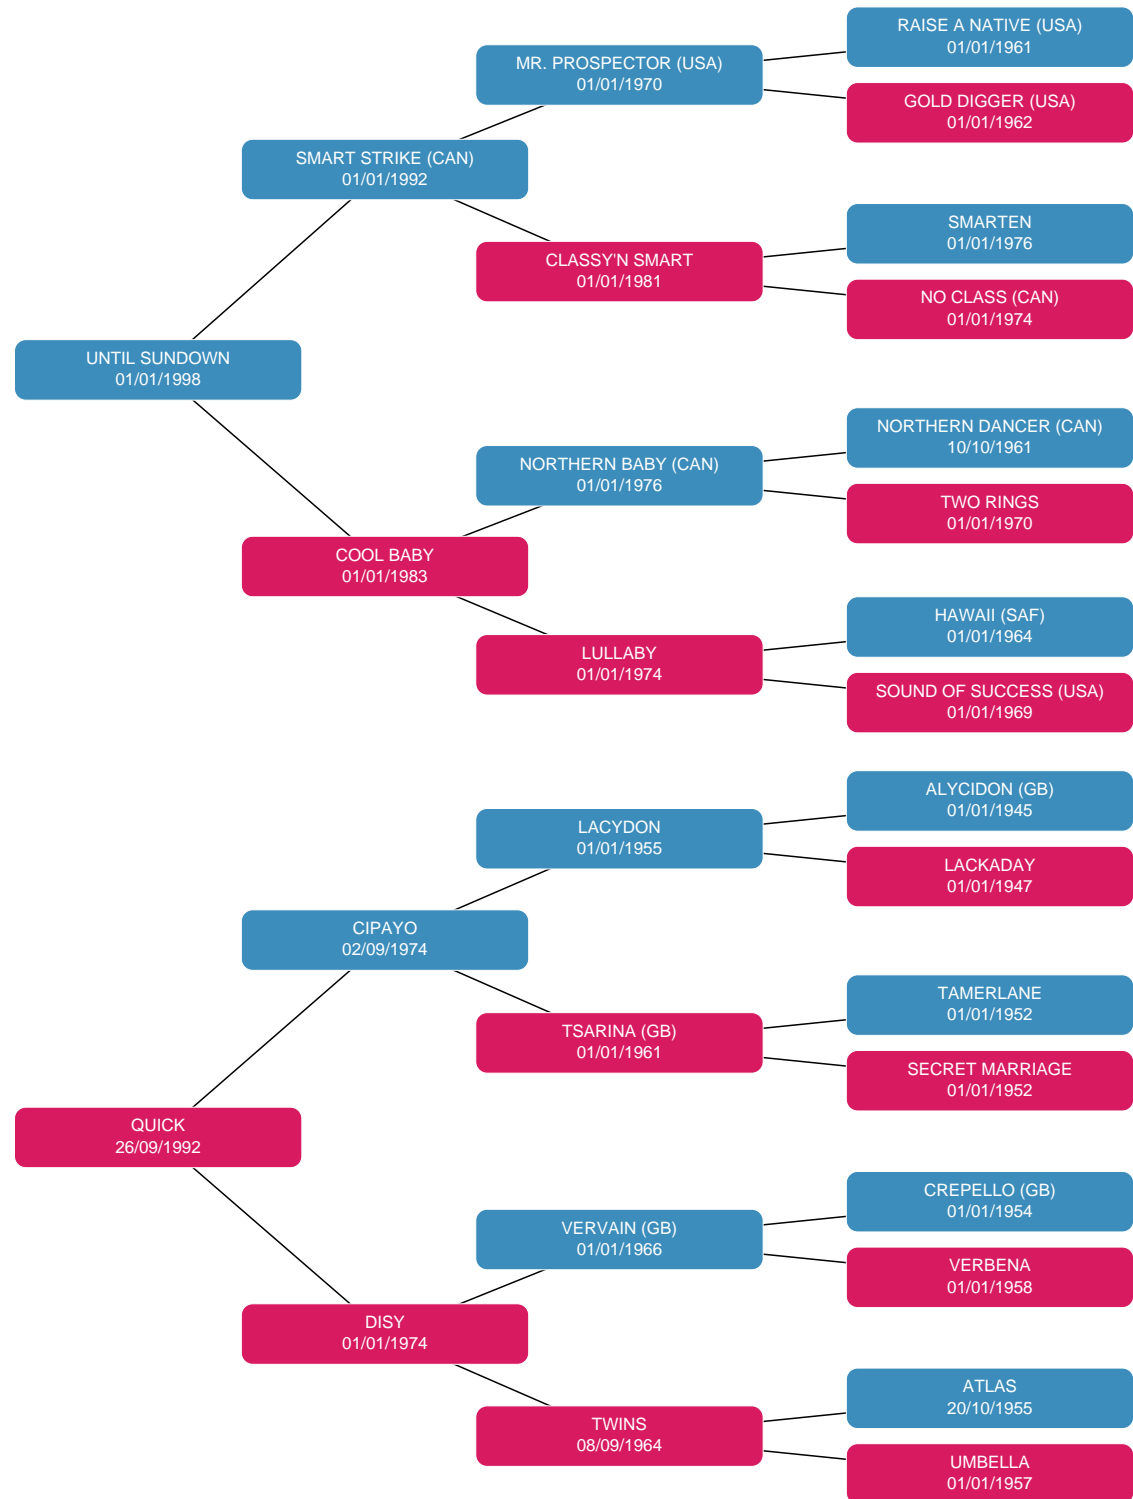 RAISE A NATIVE (USA)
01/01/1961
MR. PROSPECTOR (USA)
01/01/1970
GOLD DIGGER (USA)
01/01/1962
SMART STRIKE (CAN)
01/01/1992
SMARTEN
01/01/1976
CLASSY'N SMART
01/01/1981
NO CLASS (CAN)
01/01/1974
UNTIL SUNDOWN
01/01/1998
NORTHERN DANCER (CAN)
10/10/1961
NORTHERN BABY (CAN)
01/01/1976
TWO RINGS
01/01/1970
COOL BABY
01/01/1983
HAWAII (SAF)
01/01/1964
LULLABY
01/01/1974
SOUND OF SUCCESS (USA)
01/01/1969
ALYCIDON (GB)
01/01/1945
LACYDON
01/01/1955
LACKADAY
01/01/1947
CIPAYO
02/09/1974
TAMERLANE
01/01/1952
TSARINA (GB)
01/01/1961
SECRET MARRIAGE
01/01/1952
QUICK
26/09/1992
CREPELLO (GB)
01/01/1954
VERVAIN (GB)
01/01/1966
VERBENA
01/01/1958
DISY
01/01/1974
ATLAS
20/10/1955
TWINS
08/09/1964
UMBELLA
01/01/1957